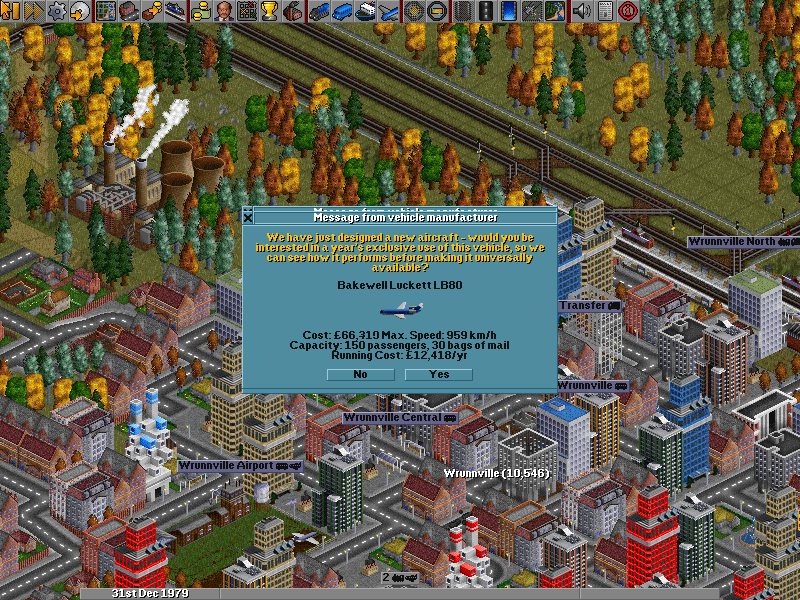 Message from vehicle manufacturer
We have just designed a new aircraft - would you be
interested in a year's exclusive use of this vehicle, so we
can see how it performs before making it universally
available?
Wrunnville North
Bakewell Luckett LB80
Transfer
Cost: £66,319 Max. Speed: 959 km/h
Capacity: 150 passengers, 30 bags of mail
Running Cost: £12,418/yr
No
Yes
Wrunnville
Wrunnville Central
Wrunnville Airport
Wrunnville (10,546)
2
31st Dec 1979